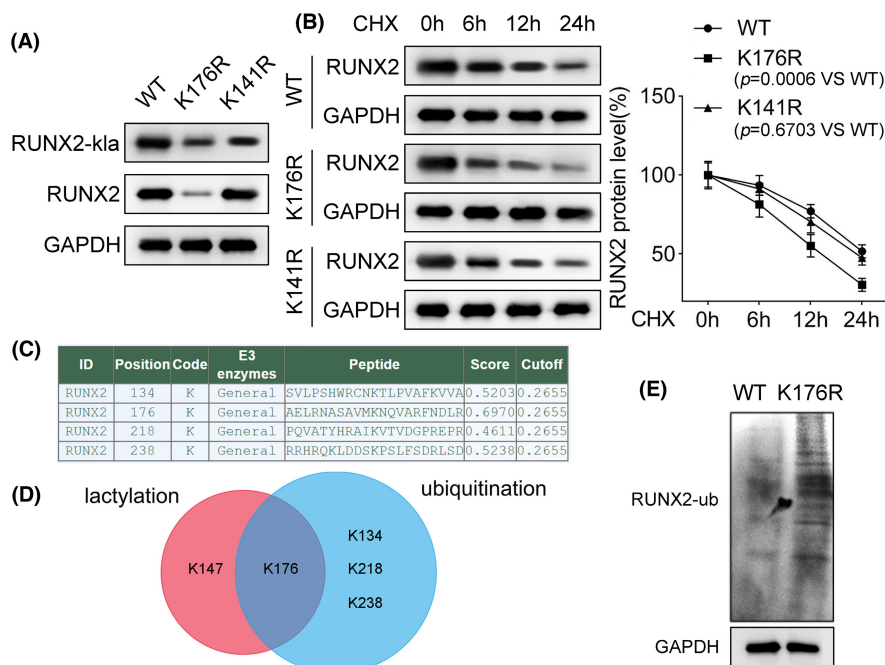 (A)
WT
K176R
K141R
RUNX2-kla
RUNX2
GAPDH
(B)
CHX 0h 6h 12h 24h
WT
RUNX2
GAPDH
K176R
RUNX2
GAPDH
K141R
RUNX2
GAPDH
WT
K176R
(p=0.0006 VS WT)
K141R
(p=0.6703 VS WT)
RUNX2 protein level(%)
150
100
50
CHX 0h 6h 12h 24h
(C)
ID Position Code E3 enzymes Peptide Score Cutoff
RUNX2 134 K General SVLPSHWRCNKTLPVAFKVVA 0.5203 0.2655
RUNX2 176 K General AELRNASAVMKNQVARFNDLR 0.6970 0.2655
RUNX2 218 K General PQVATYHRAIKVTVDGPREPR 0.4611 0.2655
RUNX2 238 K General RRHRQKLDDSKPSLFSDRLSD 0.5238 0.2655
(D)
lactylation
ubiquitination
K147
K176
K134
K218
K238
(E)
WT K176R
RUNX2-ub
GAPDH